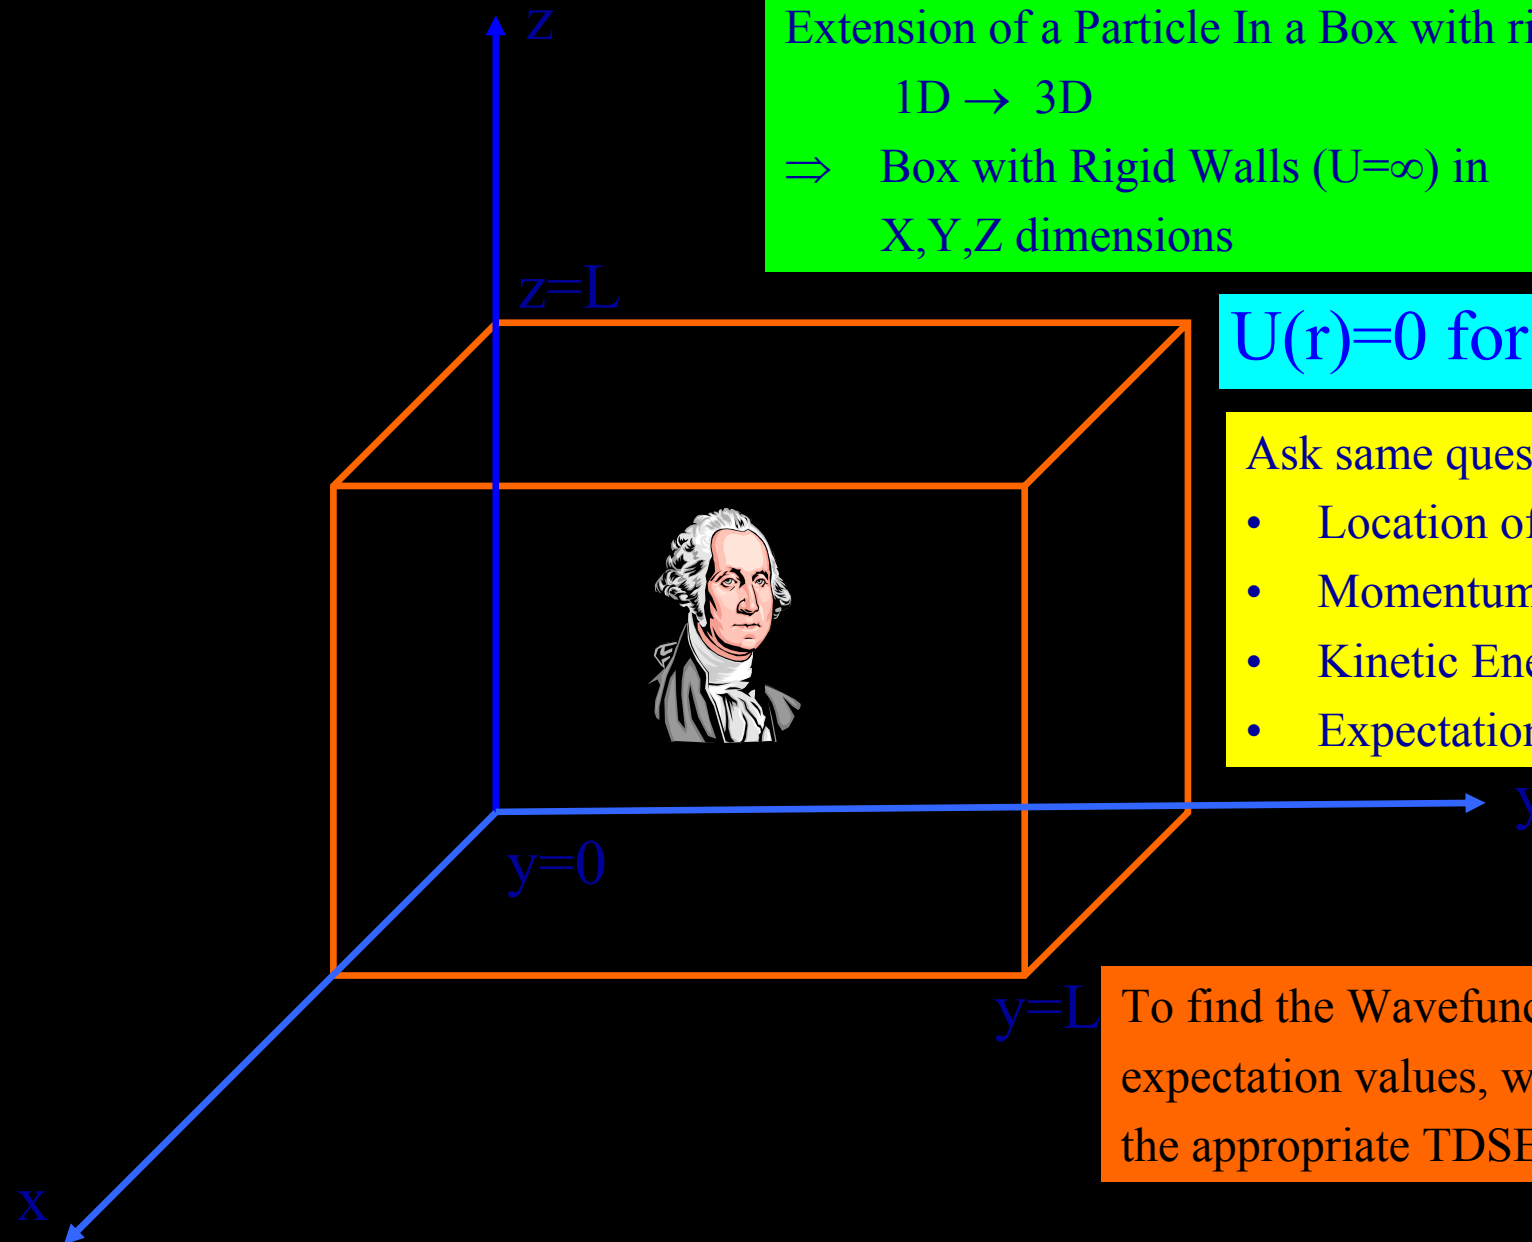 z
Extension of a Particle In a Box with ri
1D → 3D
⇒ Box with Rigid Walls (U=∞) in
X,Y,Z dimensions
z=L
U(r)=0 for
Ask same ques
• Location of
• Momentum
• Kinetic Ene
• Expectation
y
y=0
y=L
To find the Wavefunc
expectation values, w
the appropriate TDSE
x